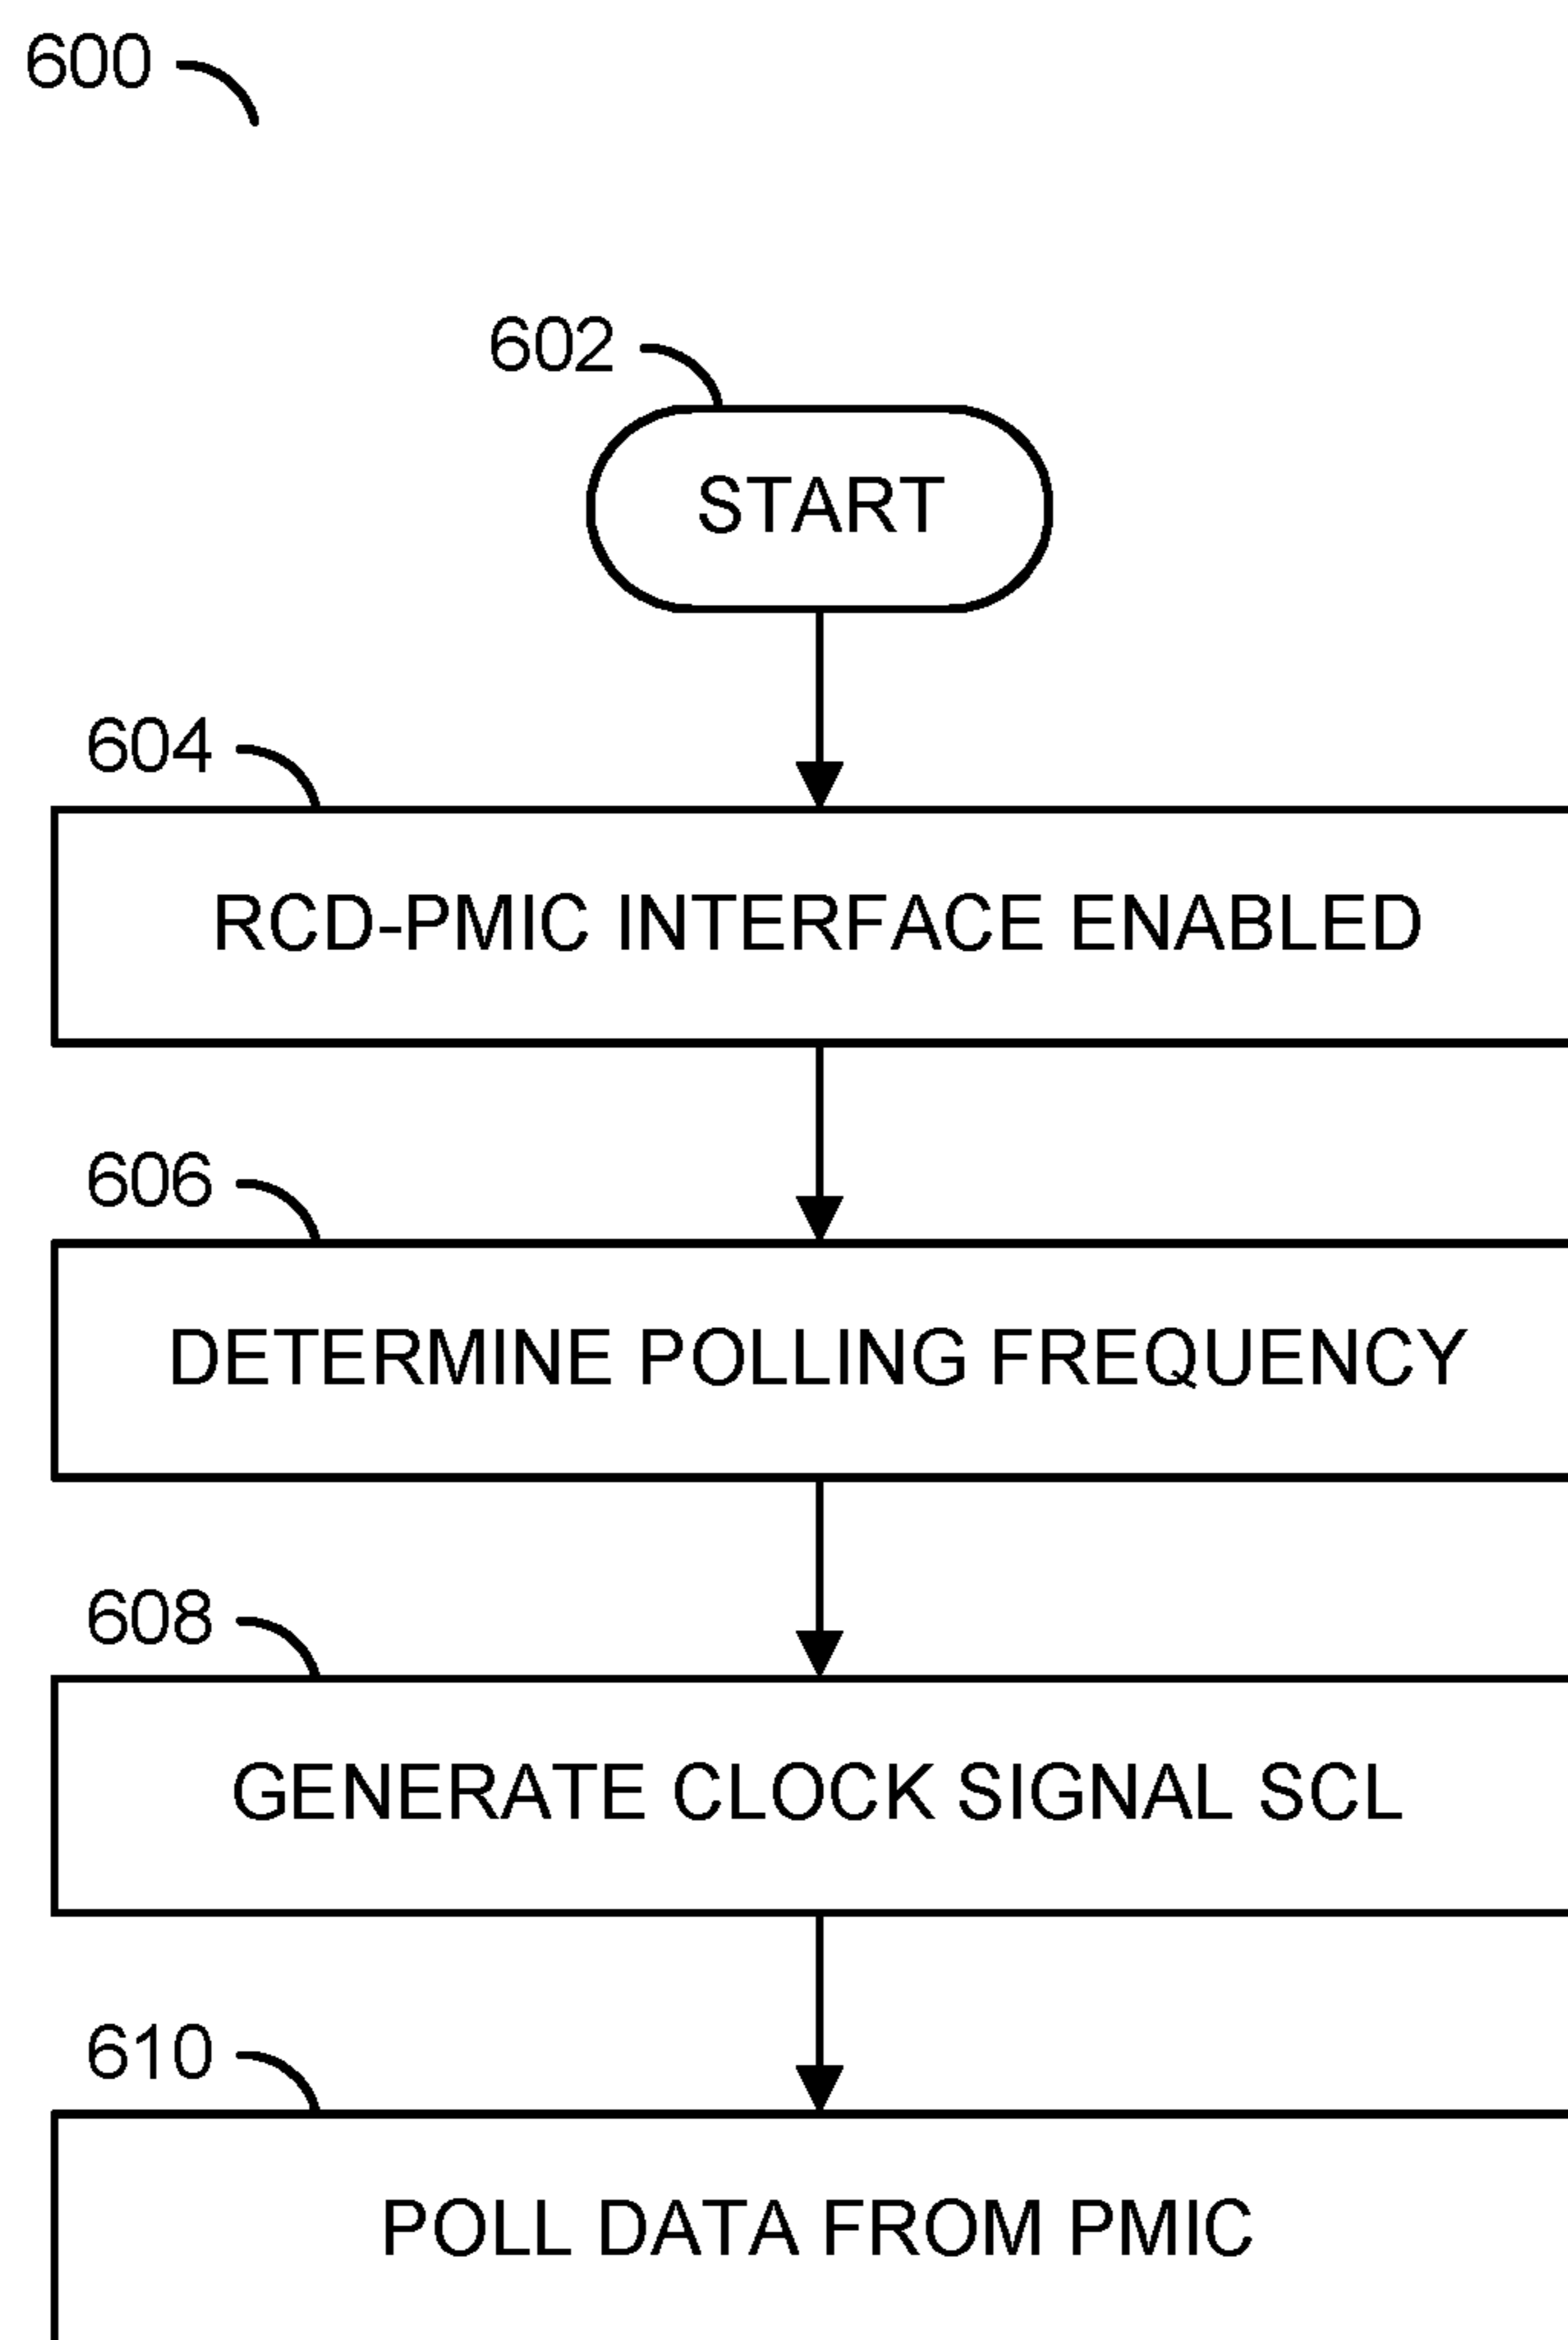 600
602
START
604
RCD-PMIC INTERFACE ENABLED
606
DETERMINE POLLING FREQUENCY
608
GENERATE CLOCK SIGNAL SCL
610
POLL DATA FROM PMIC